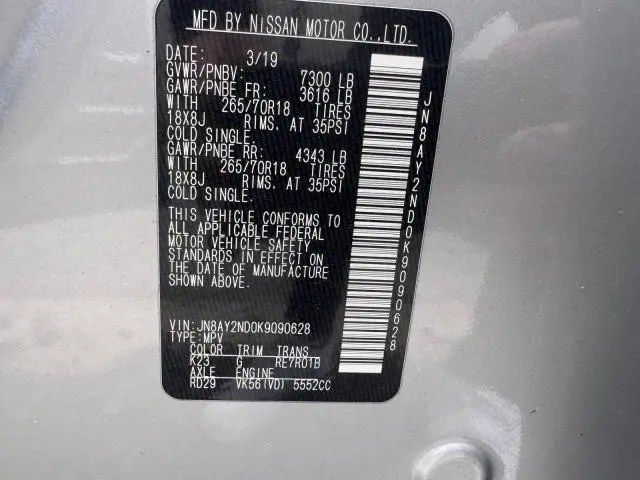 MFD BY NISSAN MOTOR CO.,LTD.
DATE: 3/19
GVWR/PNBV: 7300 LB
GAWR/PNBE FR: 3616 LB
WITH 265/70R18 TIRES
18X8J RIMS, AT 35PSI
COLD SINGLE.
GAWR/PNBE RR: 4343 LB
WITH 265/70R18 TIRES
18X8J RIMS, AT 35PSI
COLD SINGLE.
THIS VEHICLE CONFORMS TO
ALL APPLICABLE FEDERAL
MOTOR VEHICLE SAFETY
STANDARDS IN EFFECT ON
THE DATE OF MANUFACTURE
SHOWN ABOVE.
VIN:JN8AY2ND0K9090628
TYPE:MPV
COLOR TRIM TRANS
K23 G RE7R01B
AXLE ENGINE
RD29 VK56(VD) 5552CC
JN8AY2ND0K9090628